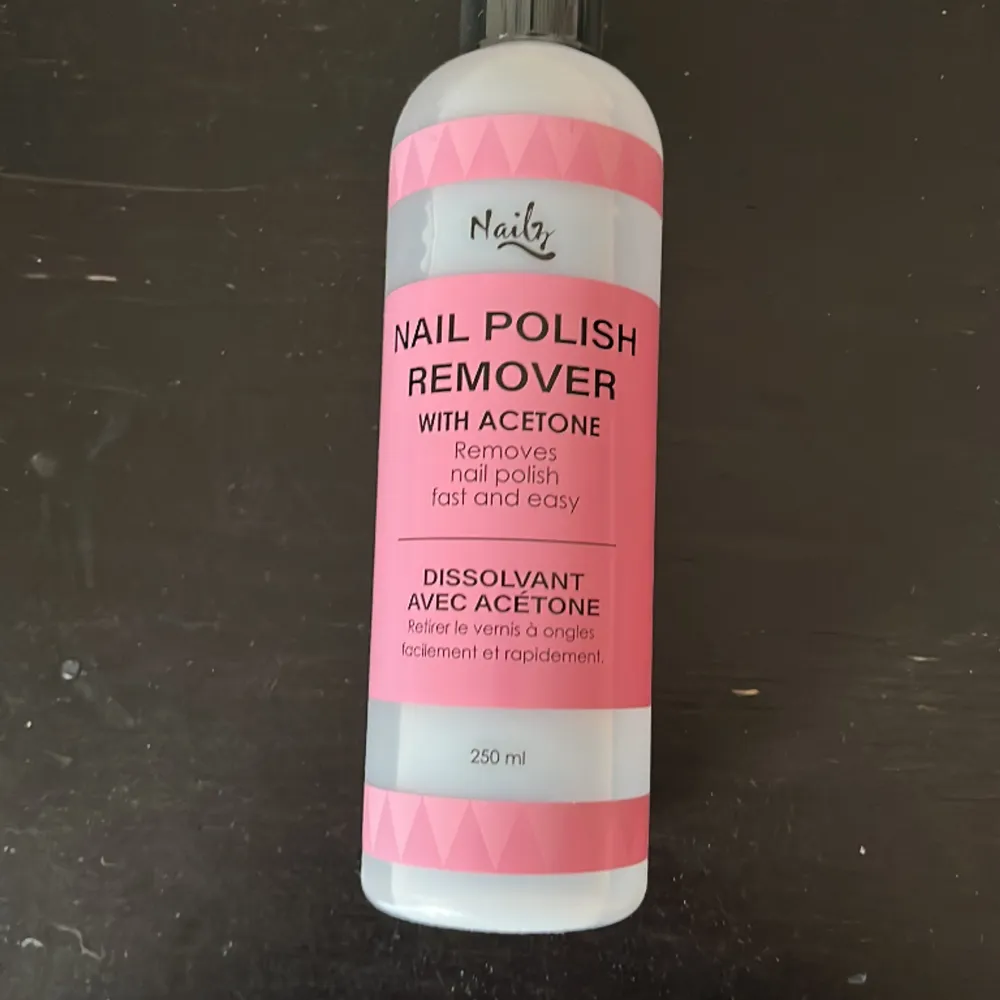 Nailz
NAIL POLISH
REMOVER
WITH ACETONE
Removes
nail polish
fast and easy
DISSOLVANT
AVEC ACÉTONE
Retirer le vernis à ongles
facilement et rapidement.
250 ml